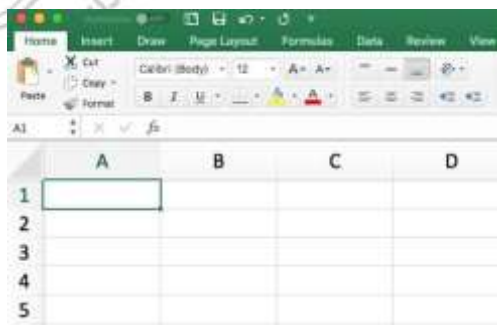 Home Insert Draw Page Layout Formulas Data Review View
Cut
Calibri (Body) 12 A▴ A▾
Copy
Paste
B I U A
Format
A1 fx
A B C D
1
2
3
4
5